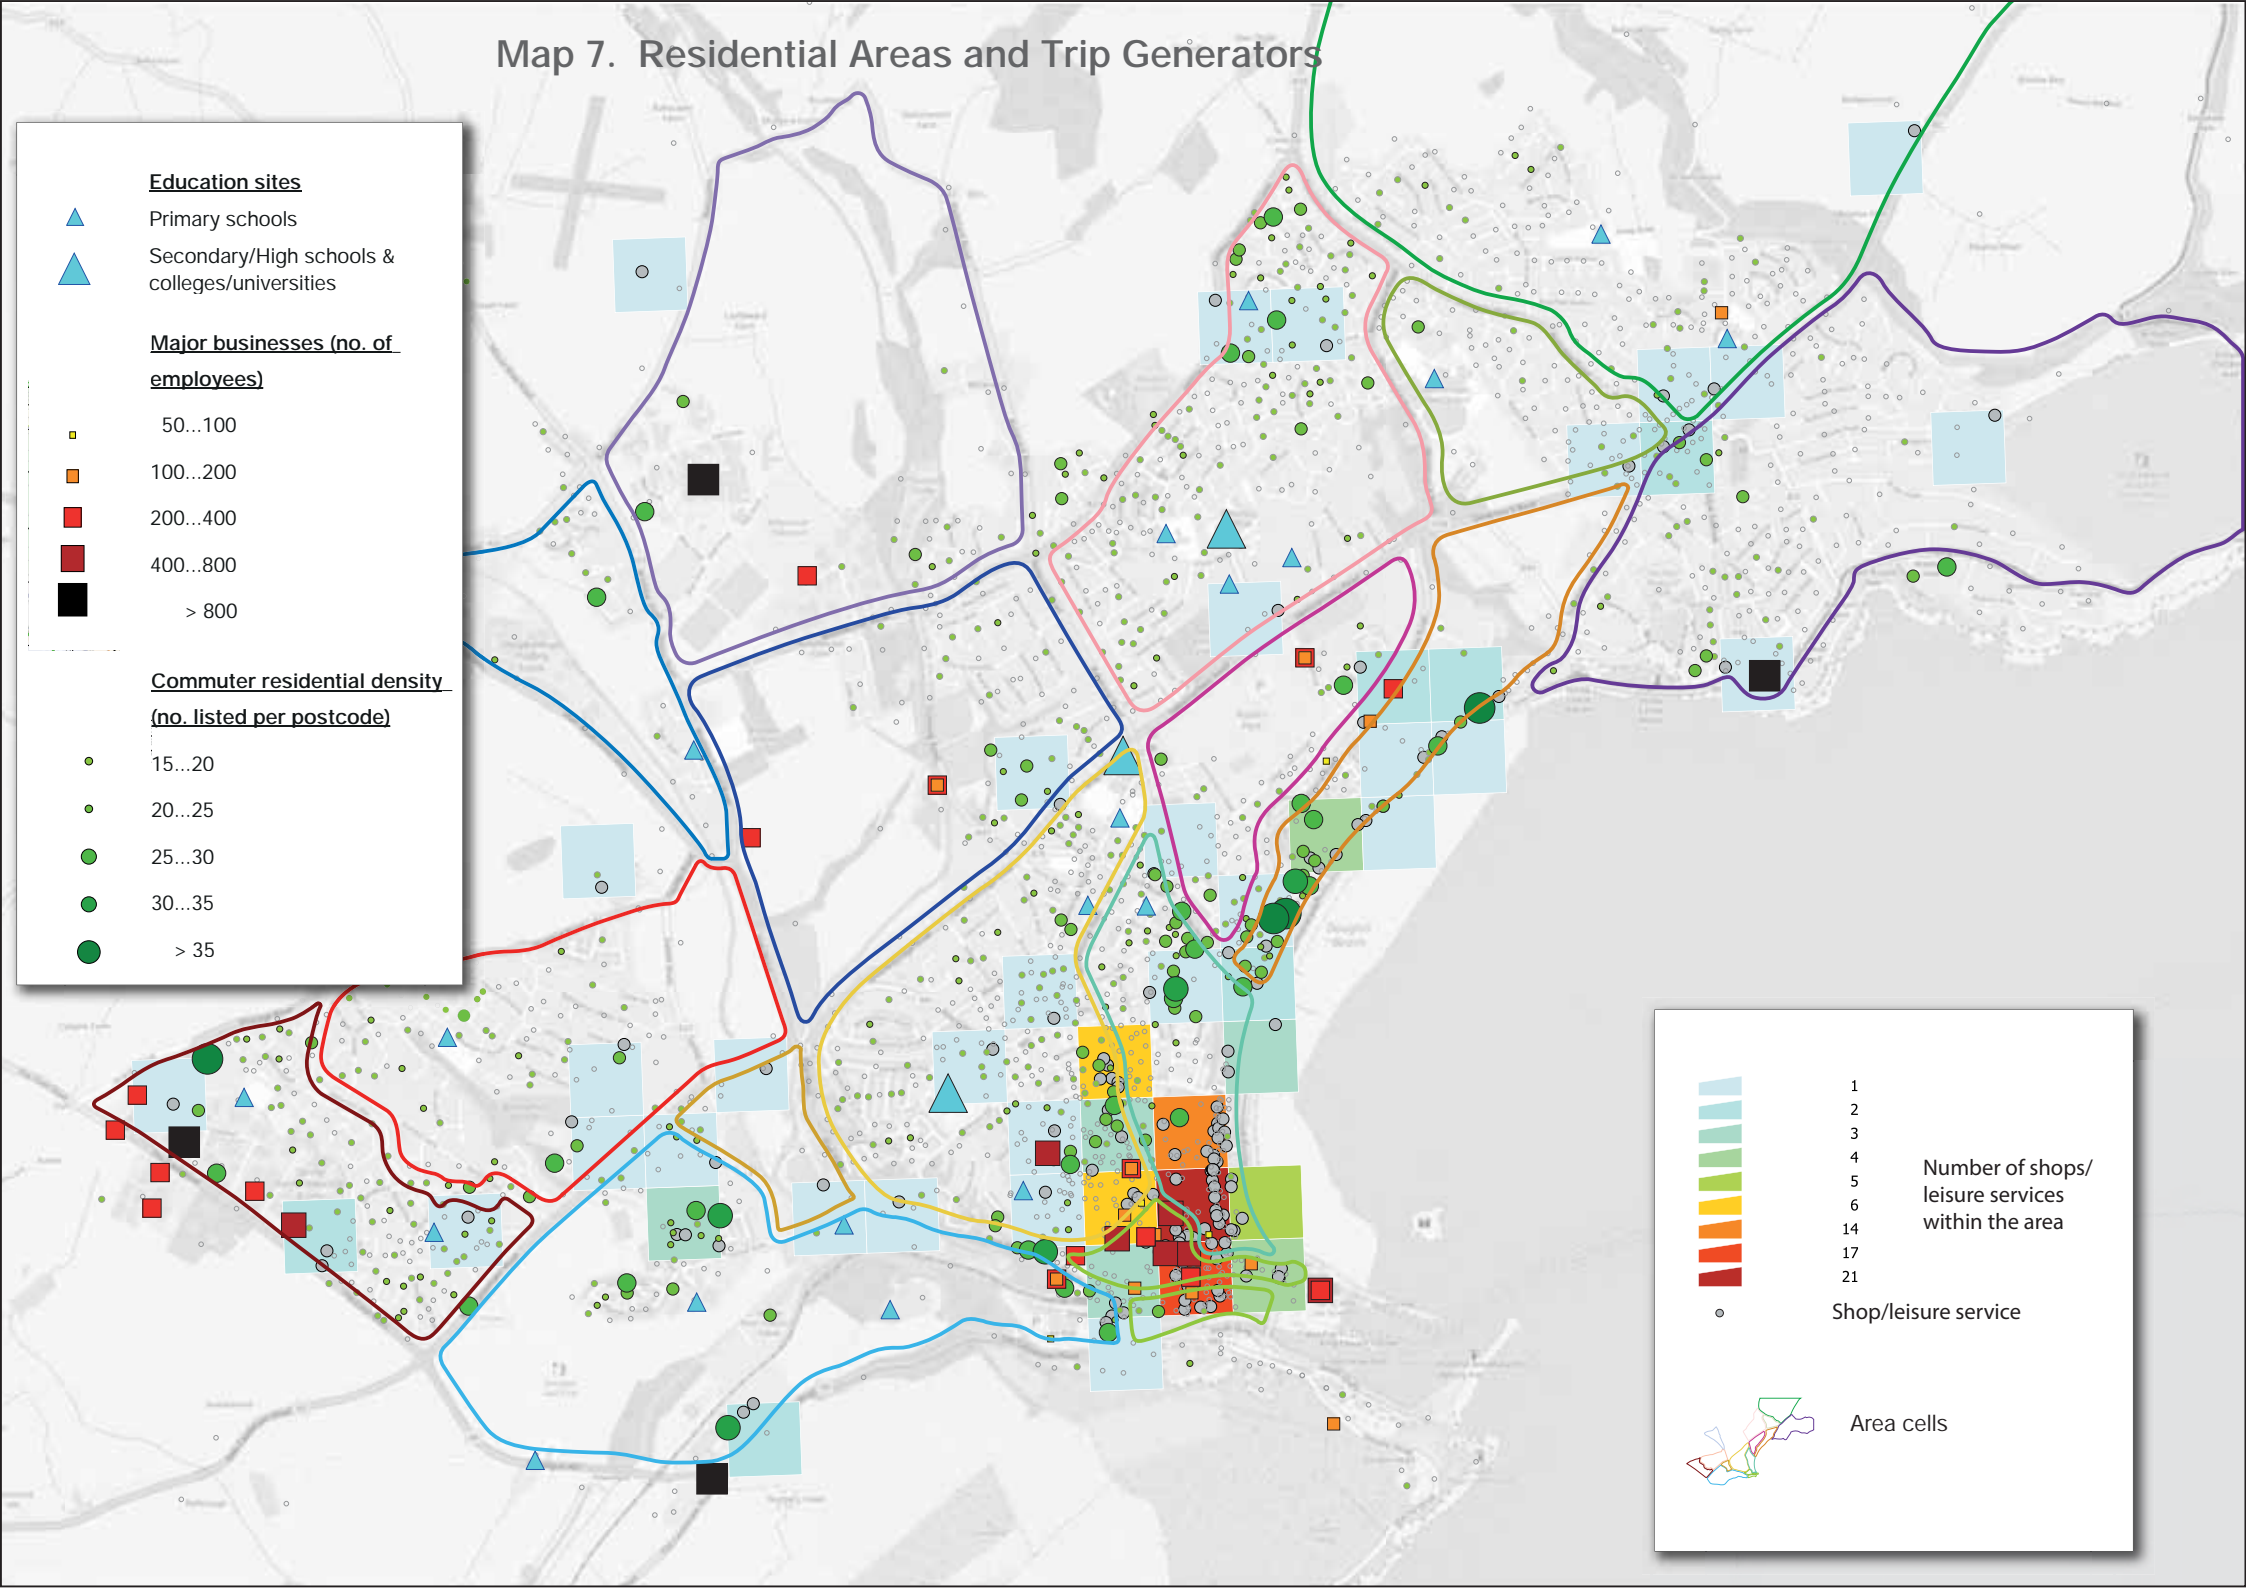 Map 7.  Residential Areas and Trip Generators
Education sites
Primary schools
Secondary/High schools &
colleges/universities
Major businesses (no. of
employees)
50...100
100...200
200...400
400...800
> 800
Commuter residential density
(no. listed per postcode)
15...20
20...25
25...30
30...35
> 35
1
2
3
4
5
6
14
17
21
Number of shops/
leisure services
within the area
Shop/leisure service
Area cells